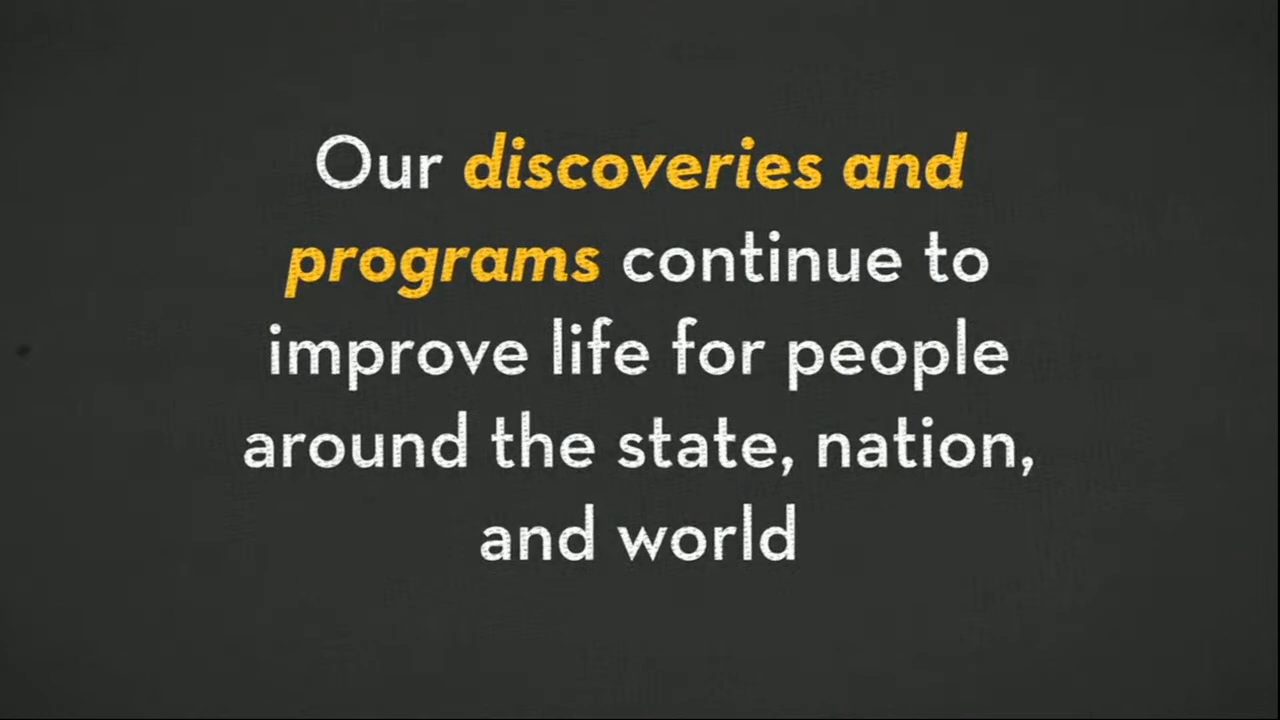 Our discoveries and
programs continue to
improve life for people
around the state, nation,
and world